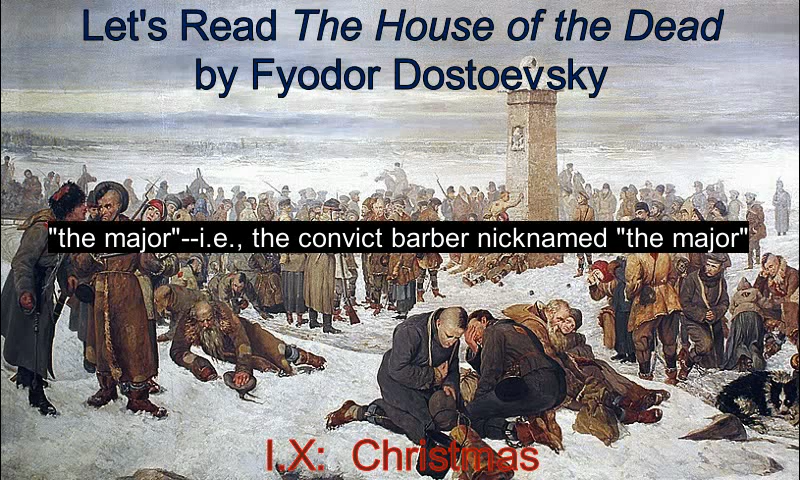 Let's Read The House of the Dead
by Fyodor Dostoevsky
"the major"--i.e., the convict barber nicknamed "the major"
I.X: Christmas